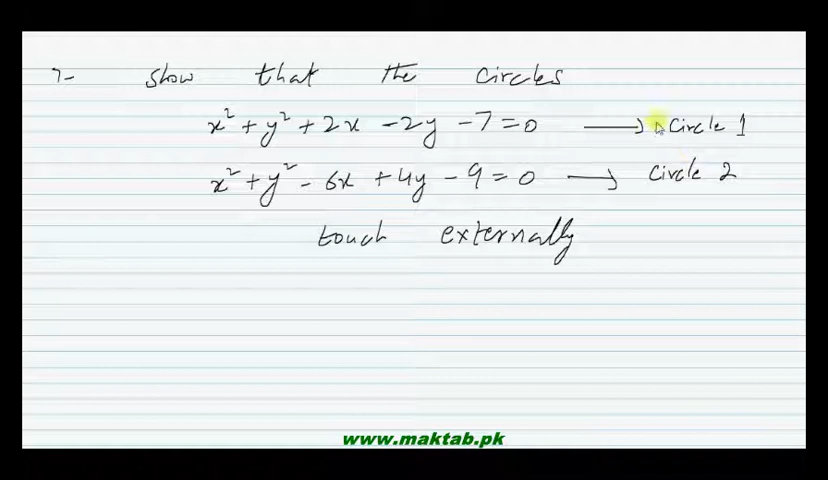 7- show that the circles
x² + y² + 2x - 2y - 7 = 0 → Circle 1
x² + y² - 6x + 4y - 9 = 0 → Circle 2
touch externally
www.maktab.pk